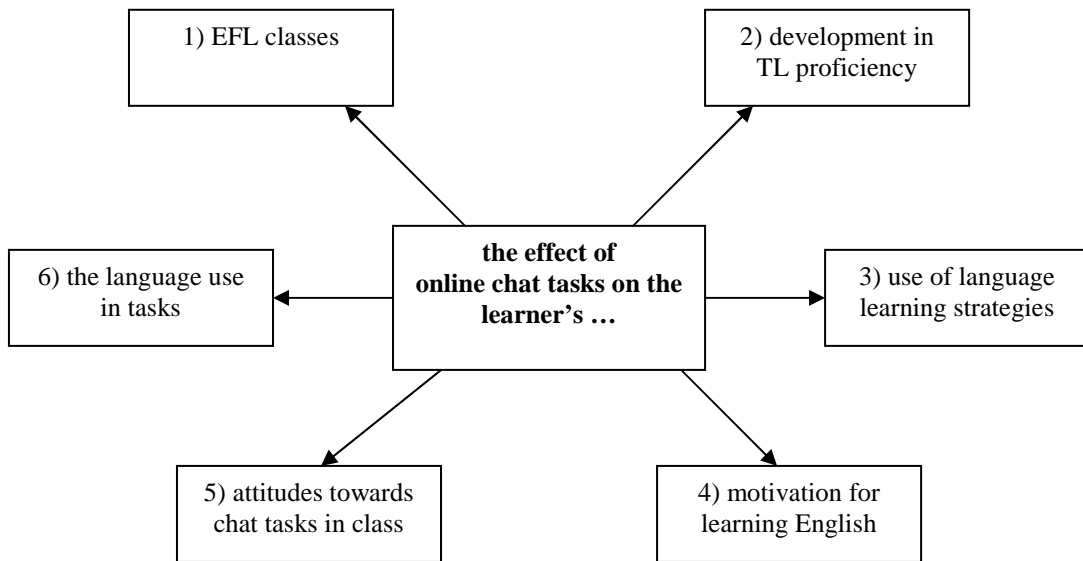 1) EFL classes
2) development in
TL proficiency
the effect of
online chat tasks on the
learner’s …
6) the language use
in tasks
3) use of language
learning strategies
5) attitudes towards
chat tasks in class
4) motivation for
learning English